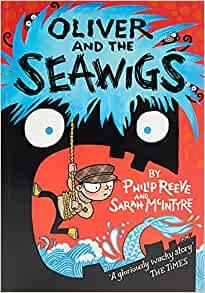 OLIVER
AND THE
SEAWIGS
BY
PHILIP REEVE
AND
SARAH McINTYRE
'A gloriously wacky story'
THE TIMES